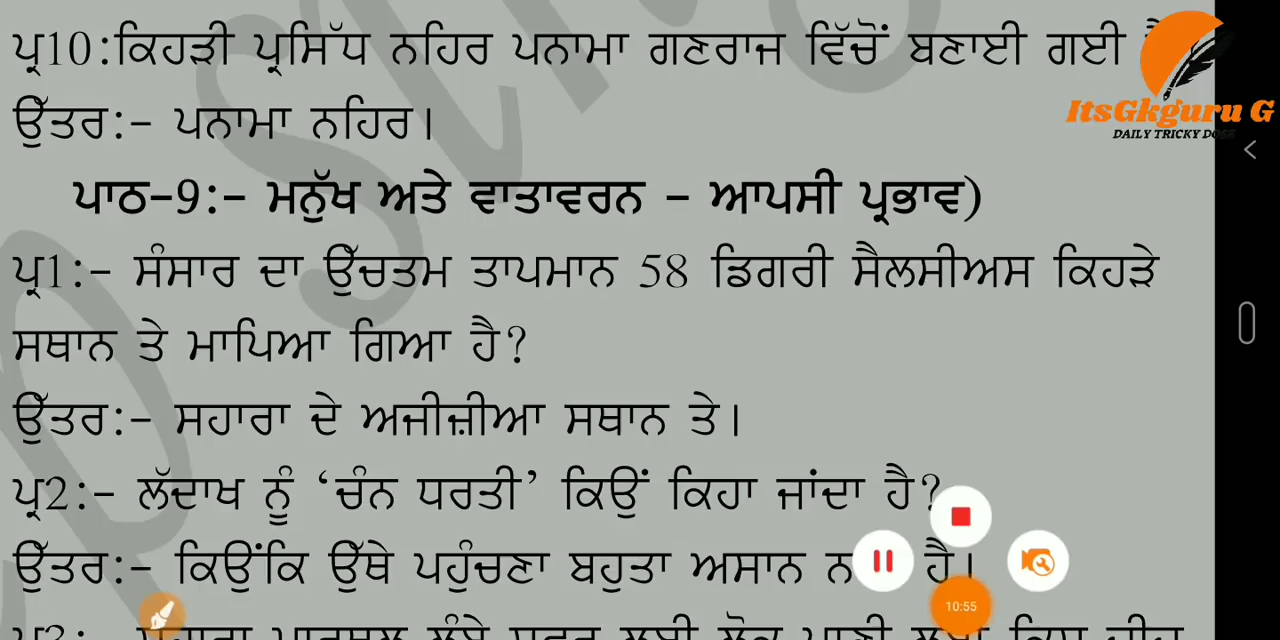 ਪ੍ਰ10:ਕਿਹੜੀ ਪ੍ਰਸਿੱਧ ਨਹਿਰ ਪਨਾਮਾ ਗਣਰਾਜ ਵਿੱਚੋਂ ਬਣਾਈ ਗਈ
ItsGkguru G
DAILY TRICKY DOSE
ਉੱਤਰ:- ਪਨਾਮਾ ਨਹਿਰ।
ਪਾਠ-9:- ਮਨੁੱਖ ਅਤੇ ਵਾਤਾਵਰਨ - ਆਪਸੀ ਪ੍ਰਭਾਵ)
ਪ੍ਰ1:- ਸੰਸਾਰ ਦਾ ਉੱਚਤਮ ਤਾਪਮਾਨ 58 ਡਿਗਰੀ ਸੈਲਸੀਅਸ ਕਿਹੜੇ
ਸਥਾਨ ਤੇ ਮਾਪਿਆ ਗਿਆ ਹੈ?
ਉੱਤਰ:- ਸਹਾਰਾ ਦੇ ਅਜੀਜ਼ੀਆ ਸਥਾਨ ਤੇ।
ਪ੍ਰ2:- ਲੱਦਾਖ ਨੂੰ ‘ਚੰਨ ਧਰਤੀ’ ਕਿਉਂ ਕਿਹਾ ਜਾਂਦਾ ਹੈ?
ਉੱਤਰ:- ਕਿਉਂਕਿ ਉੱਥੇ ਪਹੁੰਚਣਾ ਬਹੁਤਾ ਅਸਾਨ ਹੈ।
10:55